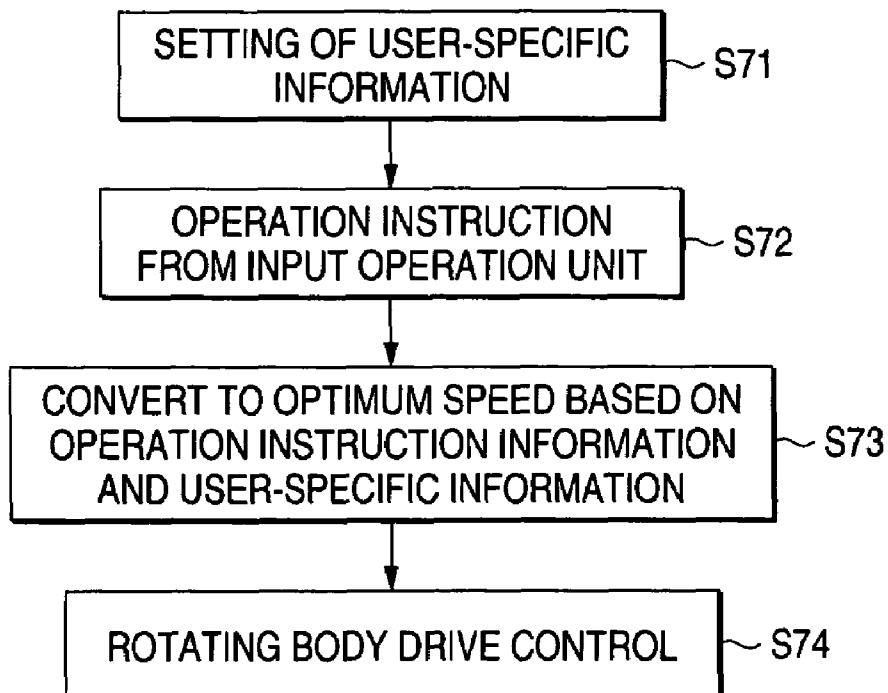 SETTING OF USER-SPECIFIC
INFORMATION
S71
OPERATION INSTRUCTION
FROM INPUT OPERATION UNIT
S72
CONVERT TO OPTIMUM SPEED BASED ON
OPERATION INSTRUCTION INFORMATION
AND USER-SPECIFIC INFORMATION
S73
ROTATING BODY DRIVE CONTROL
S74